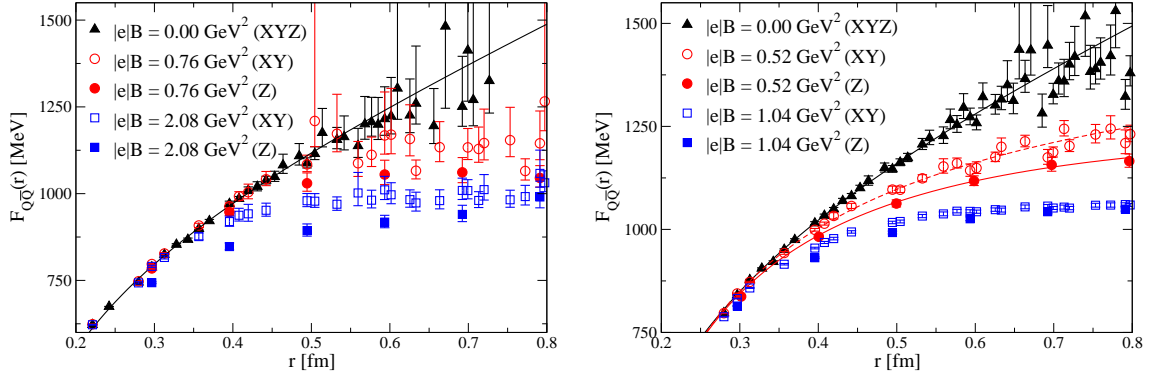 1500
1250
1000
750
F_{Q\bar{Q}}(r) [MeV]
|e|B = 0.00 GeV² (XYZ)
|e|B = 0.76 GeV² (XY)
|e|B = 0.76 GeV² (Z)
|e|B = 2.08 GeV² (XY)
|e|B = 2.08 GeV² (Z)
0.2 0.3 0.4 0.5 0.6 0.7 0.8
r [fm]
1500
1250
1000
750
F_{Q\bar{Q}}(r) [MeV]
|e|B = 0.00 GeV² (XYZ)
|e|B = 0.52 GeV² (XY)
|e|B = 0.52 GeV² (Z)
|e|B = 1.04 GeV² (XY)
|e|B = 1.04 GeV² (Z)
0.2 0.3 0.4 0.5 0.6 0.7 0.8
r [fm]